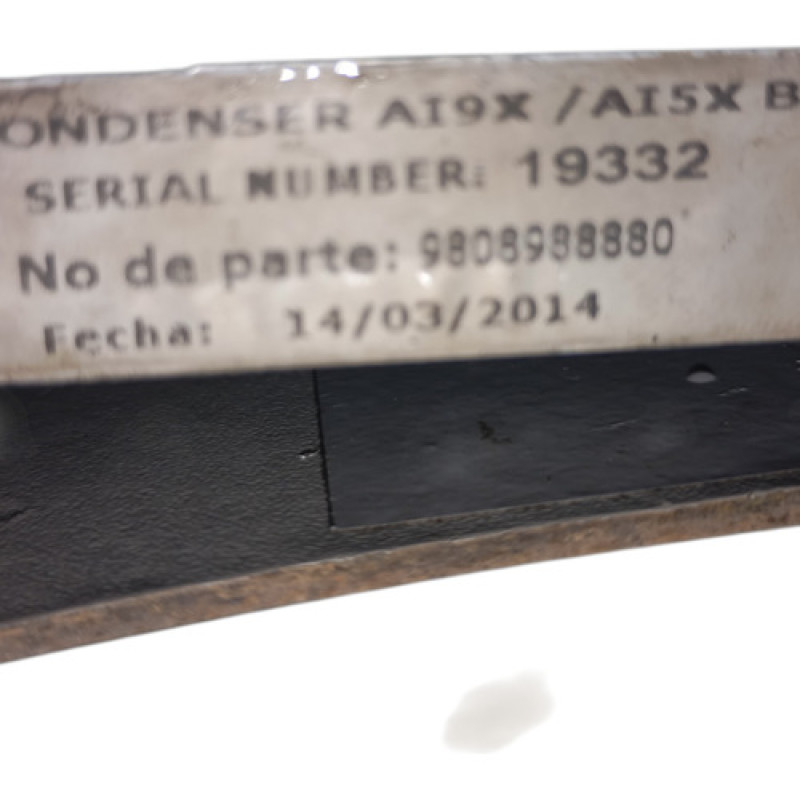 ONDENSER AI9X /AI5X B
SERIAL NUMBER: 19332
No de parte: 9808988880
Fecha: 14/03/2014